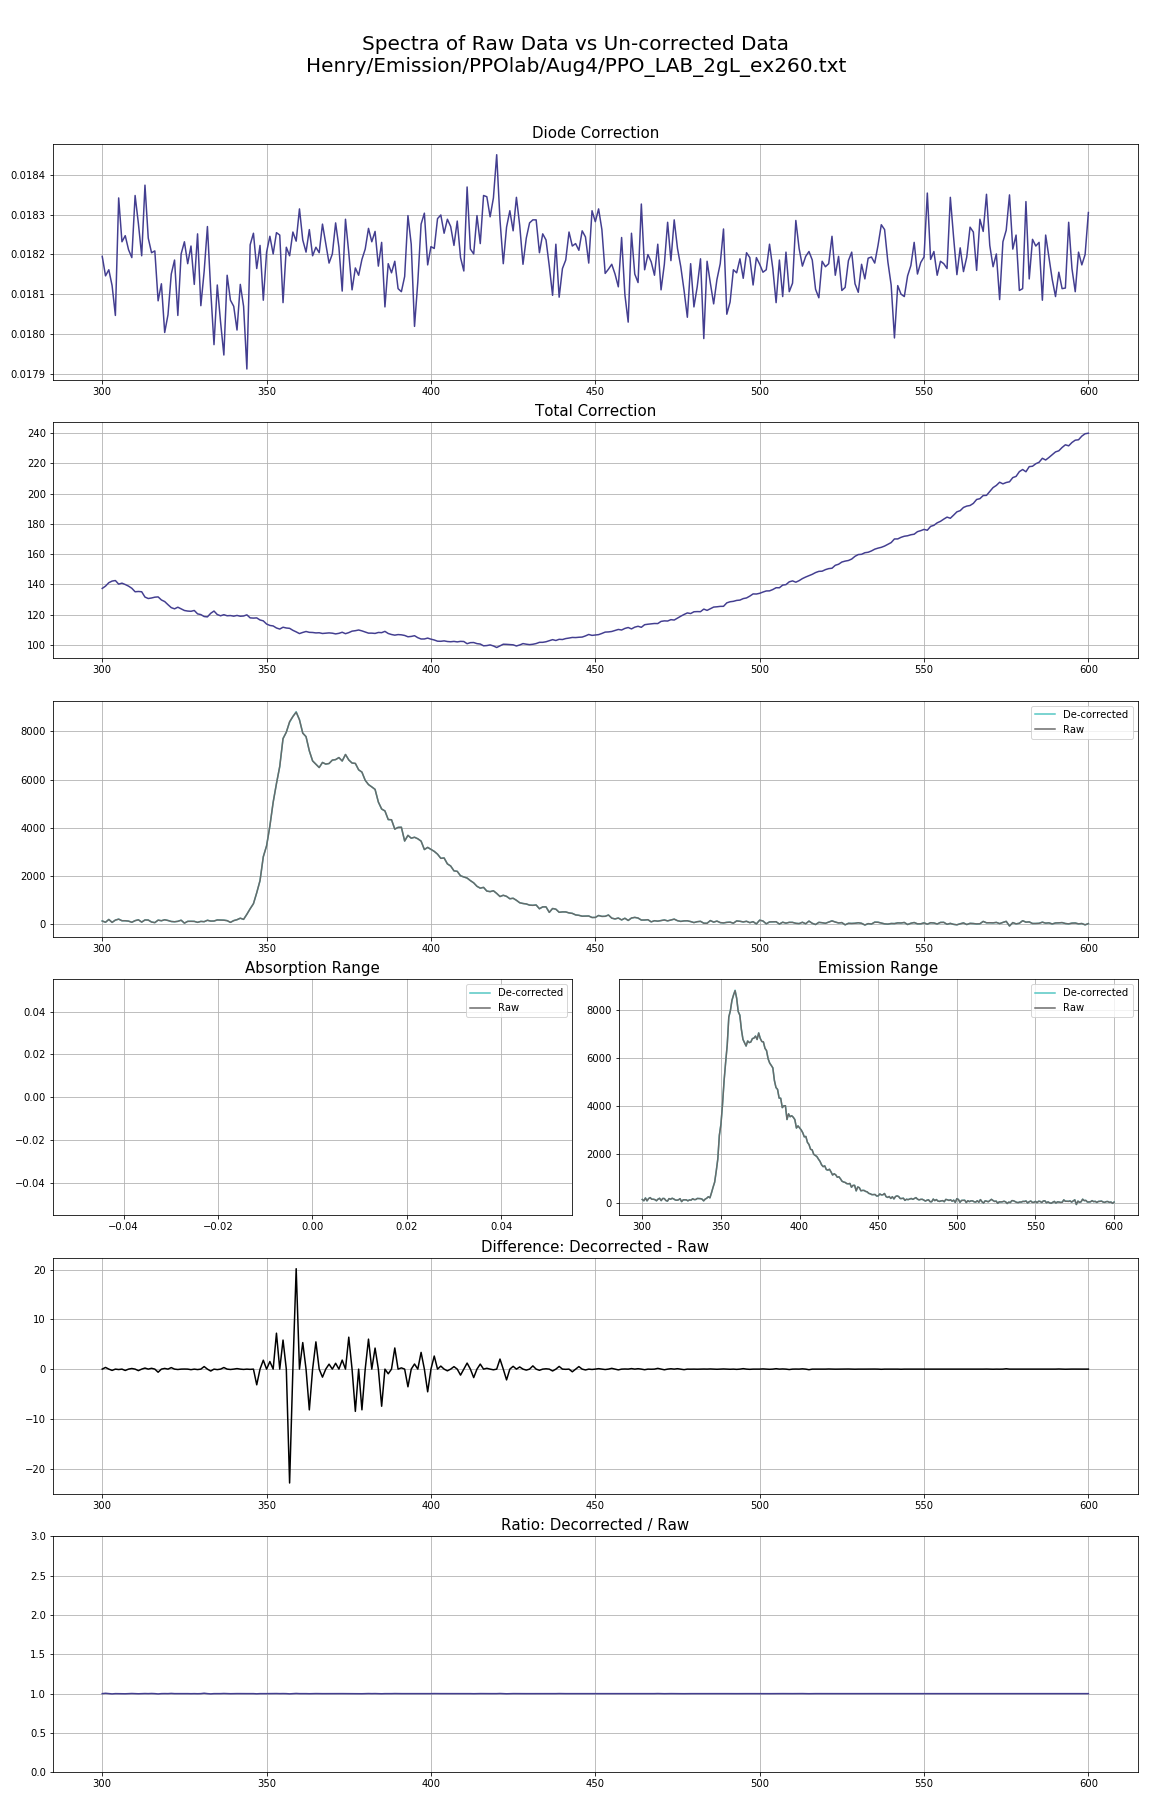 Spectra of Raw Data vs Un-corrected Data
Henry/Emission/PPOlab/Aug4/PPO_LAB_2gL_ex260.txt
Diode Correction
0.0184
0.0183
0.0182
0.0181
0.0180
0.0179
300 350 400 450 500 550 600
Total Correction
240
220
200
180
160
140
120
100
300 350 400 450 500 550 600
De-corrected
Raw
8000
6000
4000
2000
0
300 350 400 450 500 550 600
Absorption Range
De-corrected
Raw
0.04
0.02
0.00
−0.02
−0.04
−0.04 −0.02 0.00 0.02 0.04
Emission Range
De-corrected
Raw
8000
6000
4000
2000
0
300 350 400 450 500 550 600
Difference: Decorrected - Raw
20
10
0
−10
−20
300 350 400 450 500 550 600
Ratio: Decorrected / Raw
3.0
2.5
2.0
1.5
1.0
0.5
0.0
300 350 400 450 500 550 600